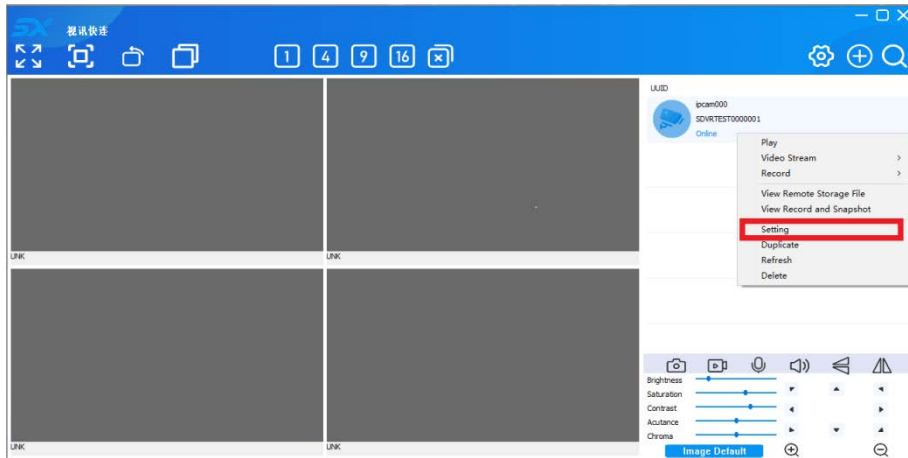 SX 视讯快连
1 4 9 16
UUID
ipcam000
SDVRTEST0000001
Online
Play
Video Stream
Record
View Remote Storage File
View Record and Snapshot
Setting
Duplicate
Refresh
Delete
UNK UNK
UNK UNK
Brightness
Saturation
Contrast
Acutance
Chroma
Image Default